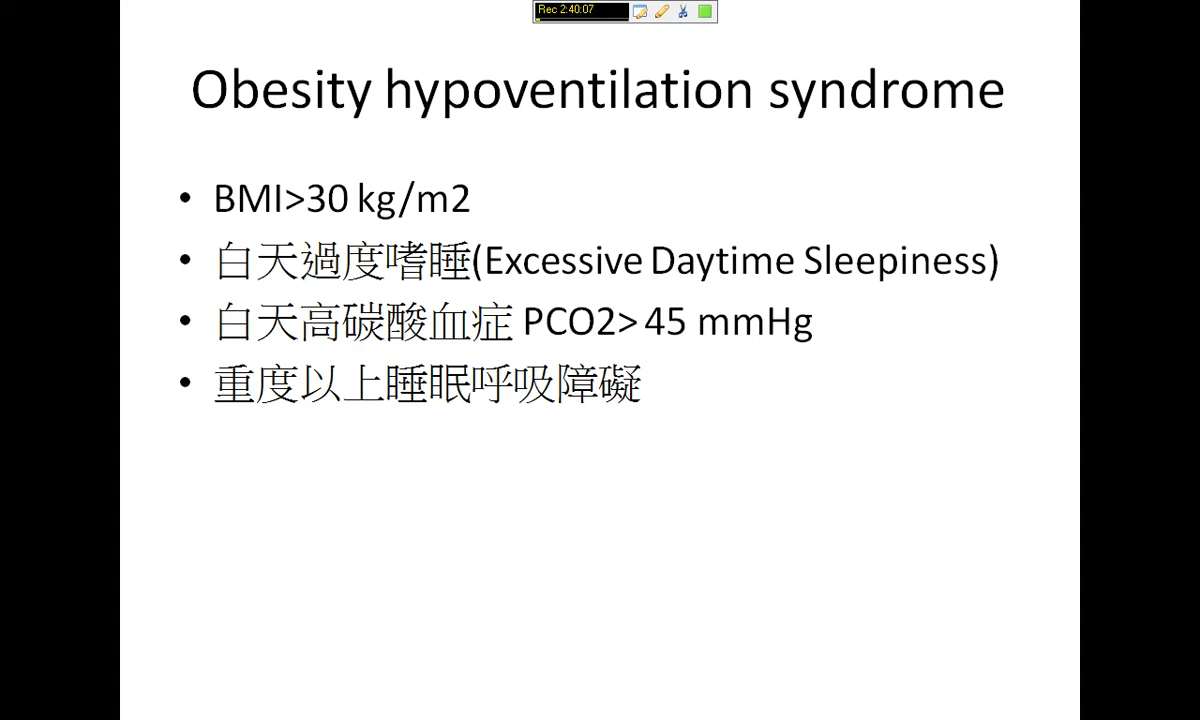 Rec 2:40:07
Obesity hypoventilation syndrome
• BMI>30 kg/m2
• 白天過度嗜睡(Excessive Daytime Sleepiness)
• 白天高碳酸血症 PCO2> 45 mmHg
• 重度以上睡眠呼吸障礙